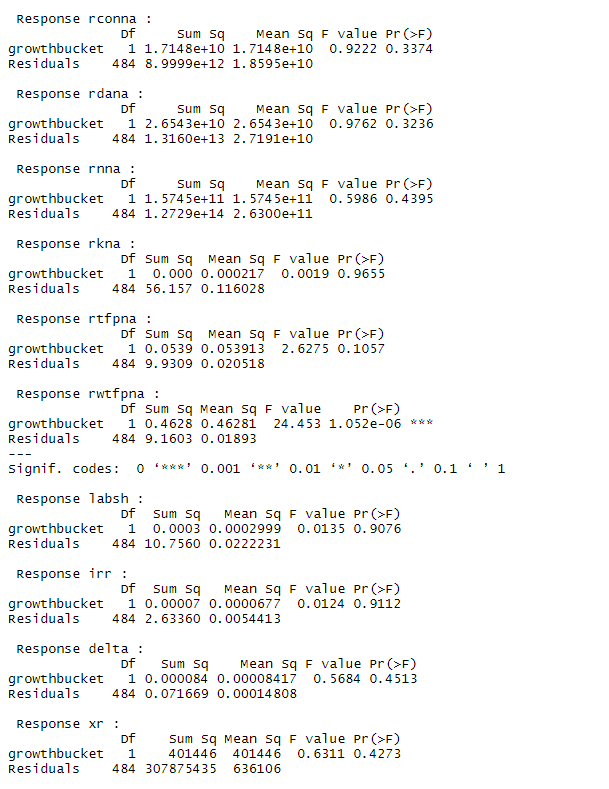 Response rconna :
Df Sum Sq Mean Sq F value Pr(>F)
growthbucket 1 1.7148e+10 1.7148e+10 0.9222 0.3374
Residuals 484 8.9999e+12 1.8595e+10
Response rdana :
Df Sum Sq Mean Sq F value Pr(>F)
growthbucket 1 2.6543e+10 2.6543e+10 0.9762 0.3236
Residuals 484 1.3160e+13 2.7191e+10
Response rnna :
Df Sum Sq Mean Sq F value Pr(>F)
growthbucket 1 1.5745e+11 1.5745e+11 0.5986 0.4395
Residuals 484 1.2729e+14 2.6300e+11
Response rkna :
Df Sum Sq Mean Sq F value Pr(>F)
growthbucket 1 0.000 0.000217 0.0019 0.9655
Residuals 484 56.157 0.116028
Response rtfpna :
Df Sum Sq Mean Sq F value Pr(>F)
growthbucket 1 0.0539 0.053913 2.6275 0.1057
Residuals 484 9.9309 0.020518
Response rwtfpna :
Df Sum Sq Mean Sq F value Pr(>F)
growthbucket 1 0.4628 0.46281 24.453 1.052e-06 ***
Residuals 484 9.1603 0.01893
---
Signif. codes: 0 ‘***’ 0.001 ‘**’ 0.01 ‘*’ 0.05 ‘.’ 0.1 ‘ ’ 1
Response labsh :
Df Sum Sq Mean Sq F value Pr(>F)
growthbucket 1 0.0003 0.0002999 0.0135 0.9076
Residuals 484 10.7560 0.0222231
Response irr :
Df Sum Sq Mean Sq F value Pr(>F)
growthbucket 1 0.00007 0.0000677 0.0124 0.9112
Residuals 484 2.63360 0.0054413
Response delta :
Df Sum Sq Mean Sq F value Pr(>F)
growthbucket 1 0.000084 0.00008417 0.5684 0.4513
Residuals 484 0.071669 0.00014808
Response xr :
Df Sum Sq Mean Sq F value Pr(>F)
growthbucket 1 401446 401446 0.6311 0.4273
Residuals 484 307875435 636106